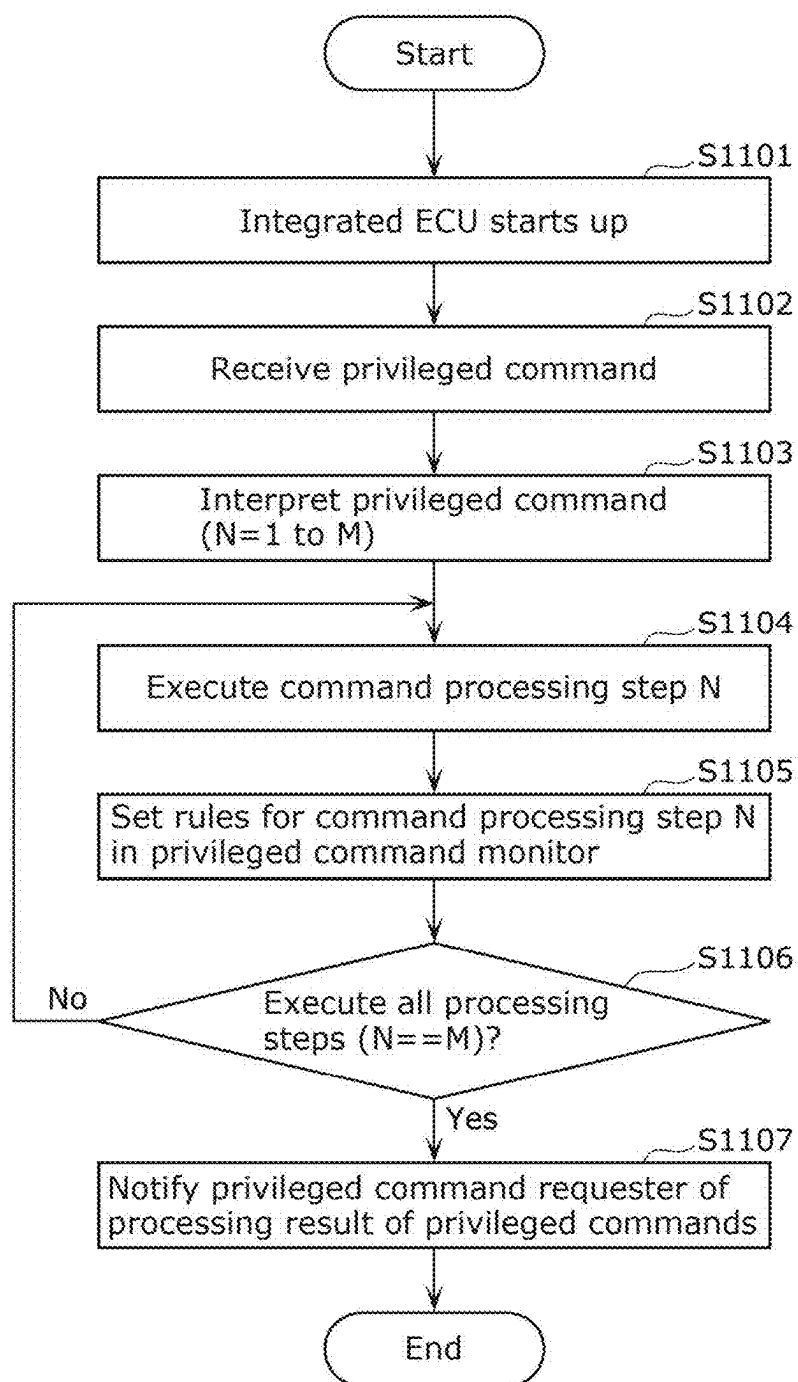 Start
S1101
Integrated ECU starts up
S1102
Receive privileged command
S1103
Interpret privileged command
(N=1 to M)
S1104
Execute command processing step N
S1105
Set rules for command processing step N
in privileged command monitor
S1106
No
Execute all processing
steps (N==M)?
Yes
S1107
Notify privileged command requester of
processing result of privileged commands
End